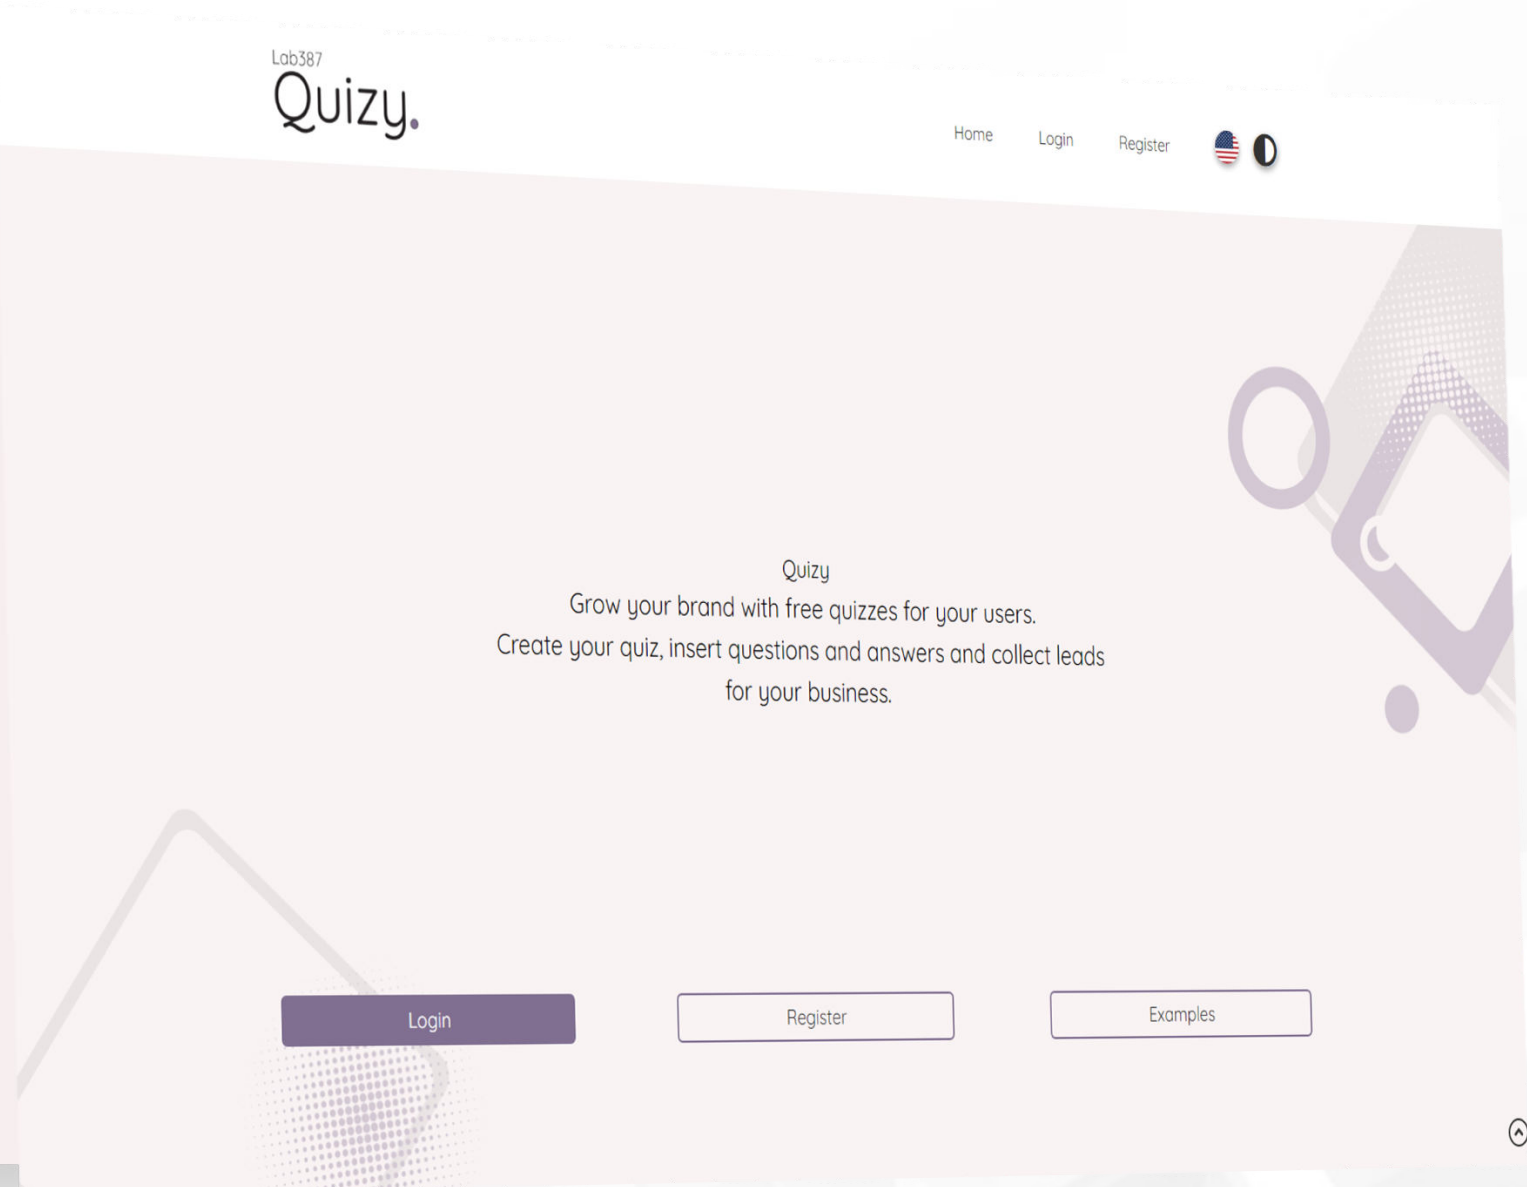 Lab387
Quizy.
Home
Login
Register
Quizy
Grow your brand with free quizzes for your users.
Create your quiz, insert questions and answers and collect leads
for your business.
Login
Register
Examples